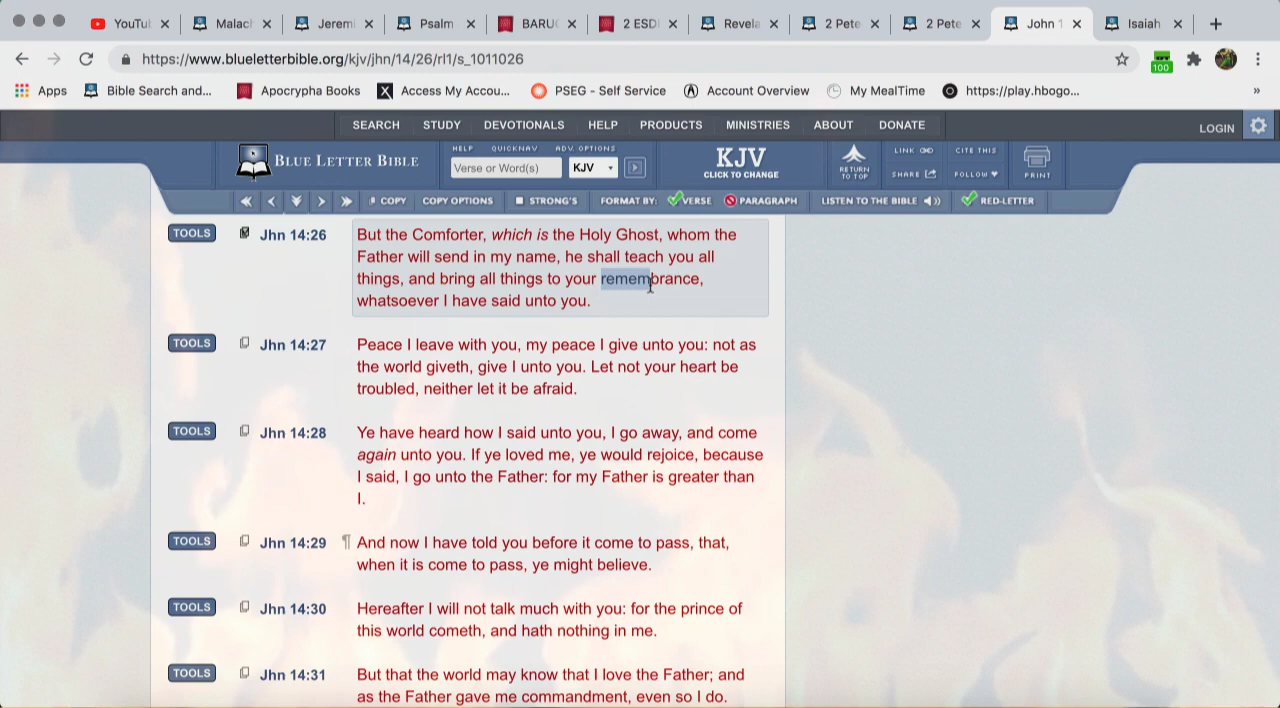 YouTu
Malac
Jeremi
Psalm
BARU
2 ESD
Revela
2 Pete
2 Pete
John 1
Isaiah
https://www.blueletterbible.org/kjv/jhn/14/26/rl1/s_1011026
100
Apps
Bible Search and...
Apocrypha Books
Access My Accou...
PSEG - Self Service
Account Overview
My MealTime
https://play.hbogo...
»
SEARCH
STUDY
DEVOTIONALS
HELP
PRODUCTS
MINISTRIES
ABOUT
DONATE
LOGIN
BLUE LETTER BIBLE
HELP
QUICKNAV
ADV. OPTIONS
Verse or Word(s)
KJV
KJV
CLICK TO CHANGE
RETURN
TO TOP
LINK
CITE THIS
SHARE
FOLLOW
PRINT
COPY
COPY OPTIONS
STRONG'S
FORMAT BY:
VERSE
PARAGRAPH
LISTEN TO THE BIBLE
RED-LETTER
TOOLS
Jhn 14:26
But the Comforter, which is the Holy Ghost, whom the
Father will send in my name, he shall teach you all
things, and bring all things to your remembrance,
whatsoever I have said unto you.
TOOLS
Jhn 14:27
Peace I leave with you, my peace I give unto you: not as
the world giveth, give I unto you. Let not your heart be
troubled, neither let it be afraid.
TOOLS
Jhn 14:28
Ye have heard how I said unto you, I go away, and come
again unto you. If ye loved me, ye would rejoice, because
I said, I go unto the Father: for my Father is greater than
I.
TOOLS
Jhn 14:29
¶ And now I have told you before it come to pass, that,
when it is come to pass, ye might believe.
TOOLS
Jhn 14:30
Hereafter I will not talk much with you: for the prince of
this world cometh, and hath nothing in me.
TOOLS
Jhn 14:31
But that the world may know that I love the Father; and
as the Father gave me commandment, even so I do.